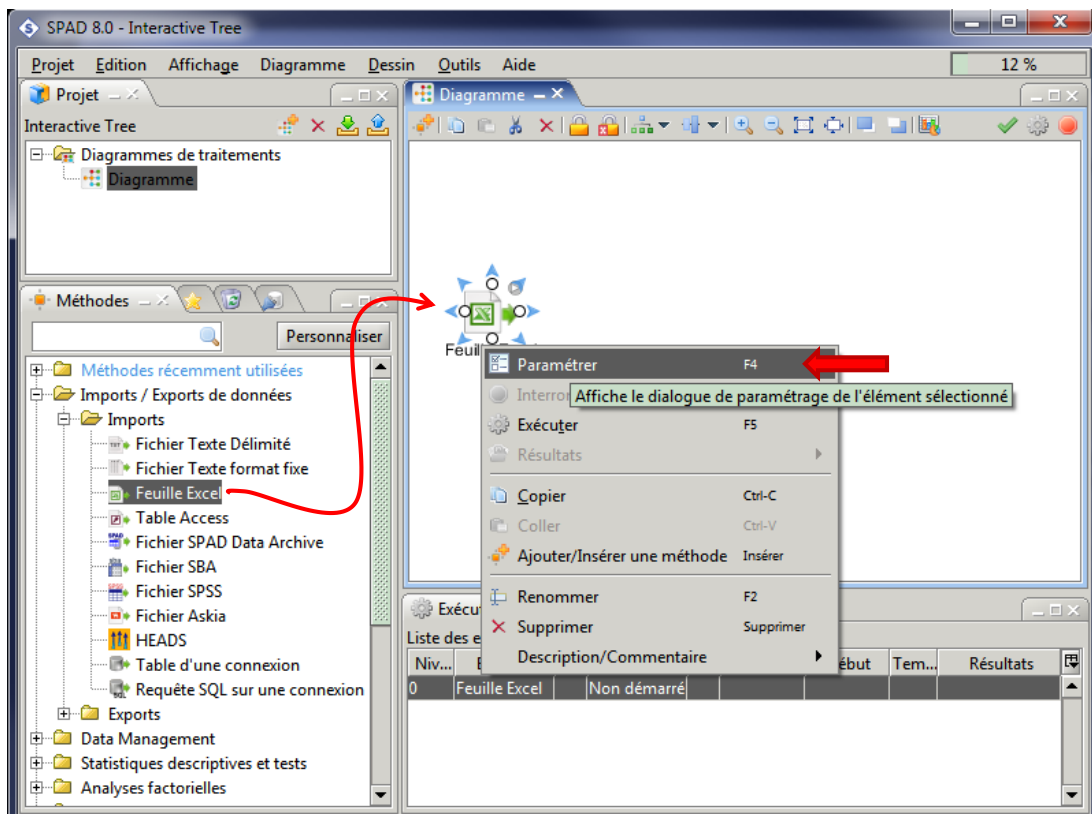 SPAD 8.0 - Interactive Tree
Projet Edition Affichage Diagramme Dessin Outils Aide 12 %
Projet
Interactive Tree
Diagrammes de traitements
Diagramme
Méthodes
Personnaliser
Méthodes récemment utilisées
Imports / Exports de données
Imports
Fichier Texte Délimité
Fichier Texte format fixe
Feuille Excel
Table Access
Fichier SPAD Data Archive
Fichier SBA
Fichier SPSS
Fichier Askia
HEADS
Table d'une connexion
Requête SQL sur une connexion
Exports
Data Management
Statistiques descriptives et tests
Analyses factorielles
Diagramme
Feuil
Paramétrer F4
Affiche le dialogue de paramétrage de l'élément sélectionné
Interror
Exécuter F5
Résultats
Copier Ctrl-C
Coller Ctrl-V
Ajouter/Insérer une méthode Insérer
Renommer F2
Supprimer Supprimer
Description/Commentaire
Exécu
Liste des e
Niv... ébut Tem... Résultats
0 Feuille Excel Non démarré